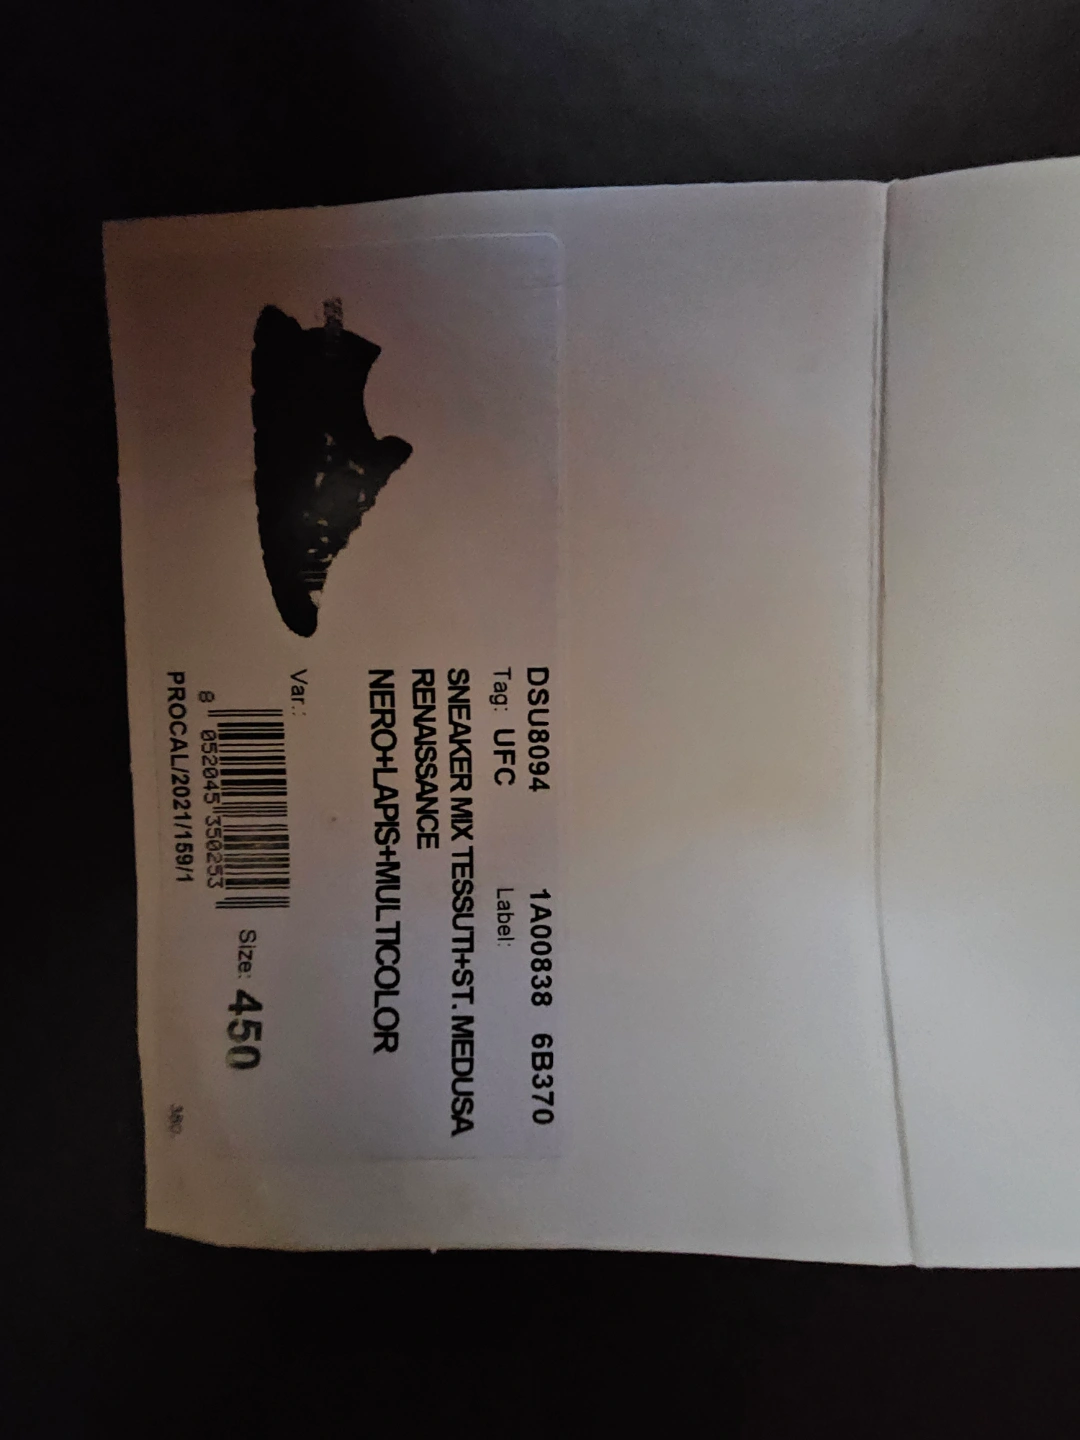 DSU8094 1A00838 6B370
Tag: UFC Label:
SNEAKER MIX TESSUTI+ST. MEDUSA
RENAISSANCE
NERO+LAPIS+MULTICOLOR
Var.:
8 052045 350253
Size: 450
PROCAL/2021/159/1